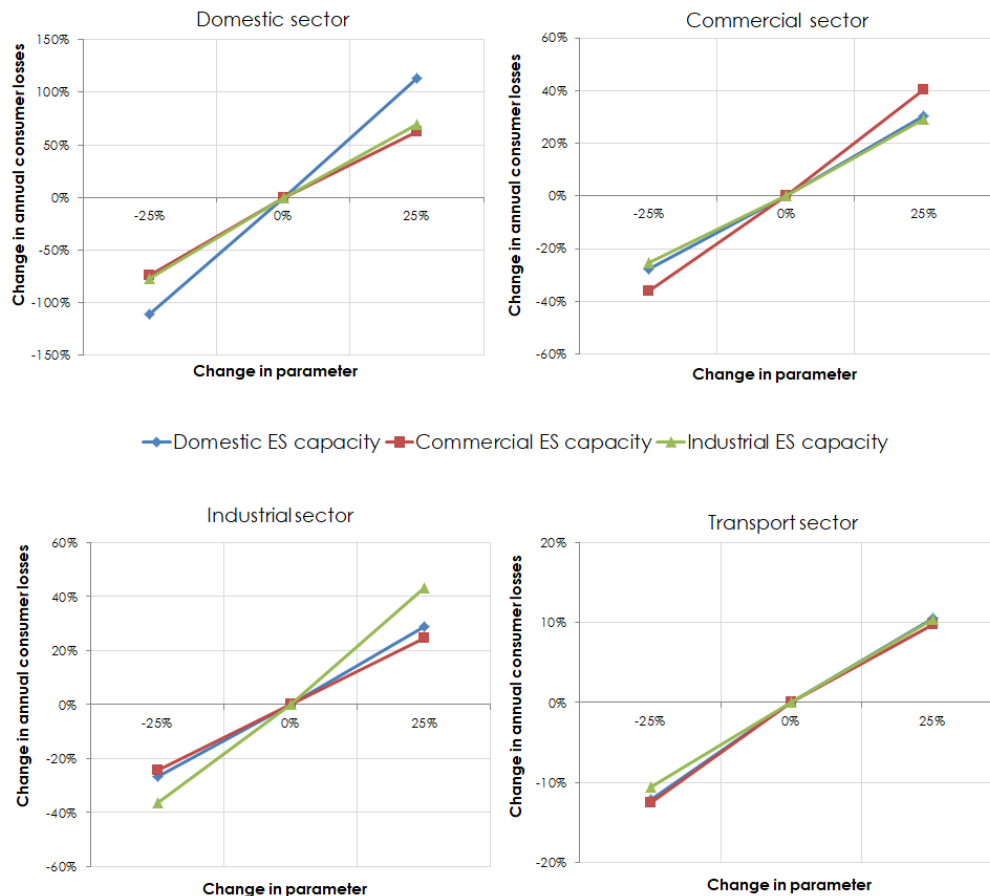 Domestic sector
150%
100%
50%
0%
-50%
-100%
-150%
-25%
0%
25%
Change in annual consumer losses
Change in parameter
Commercial sector
60%
40%
20%
0%
-20%
-40%
-60%
-25%
0%
25%
Change in annual consumer losses
Change in parameter
Domestic ES capacity
Commercial ES capacity
Industrial ES capacity
Industrial sector
60%
40%
20%
0%
-20%
-40%
-60%
-25%
0%
25%
Change in annual consumer losses
Change in parameter
Transport sector
20%
10%
0%
-10%
-20%
-25%
0%
25%
Change in annual consumer losses
Change in parameter